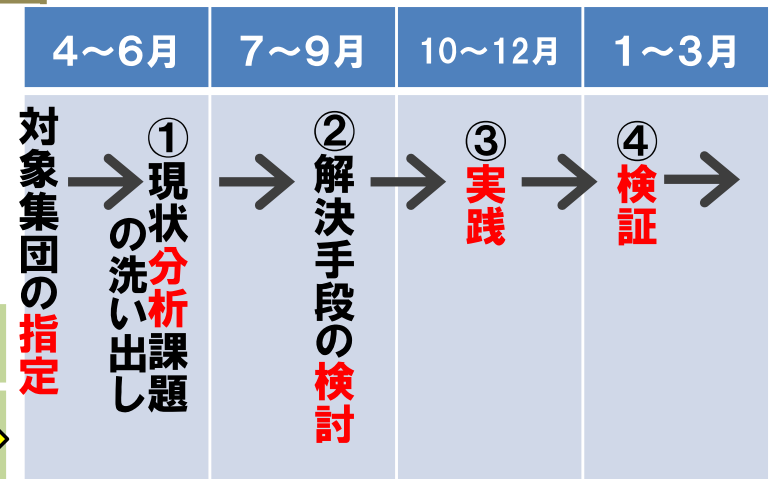 4～6月
7～9月
10～12月
1～3月
対象集団の指定
①現状分析課題
の洗い出し
②解決手段の検討
③実践
④検証